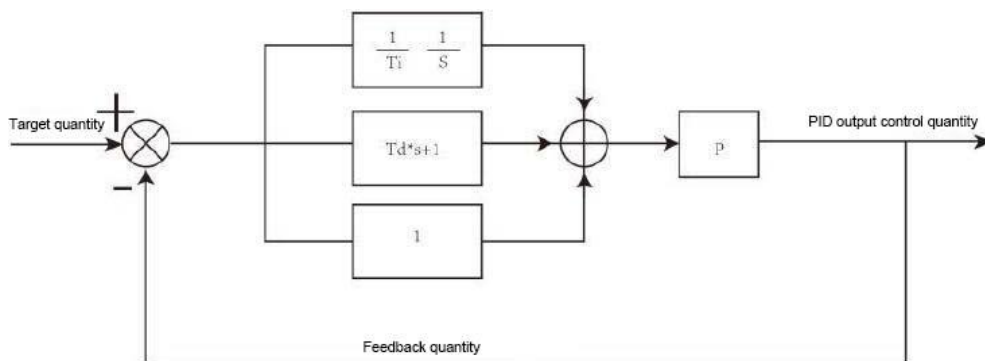 +
Target quantity
−
1
Ti
1
S
Td*s+1
1
P
PID output control quantity
Feedback quantity